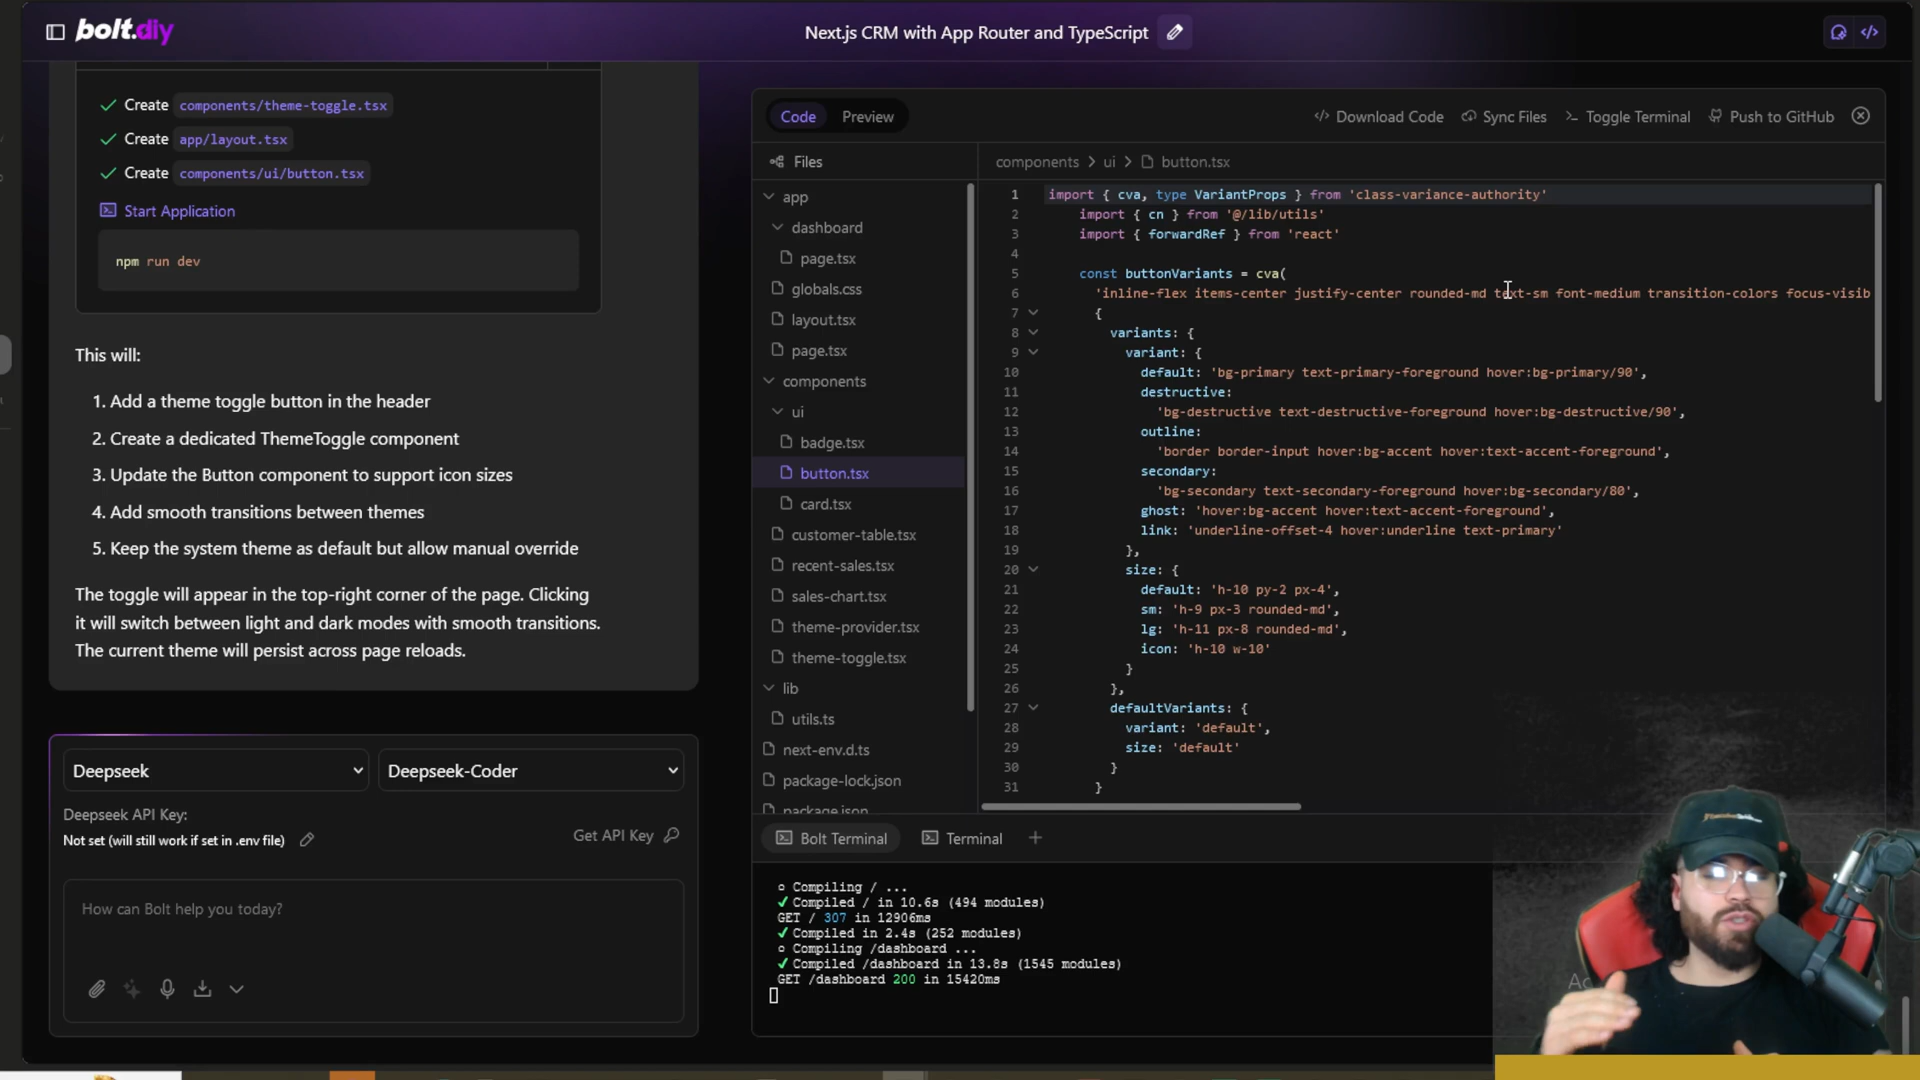 bolt.diy
Next.js CRM with App Router and TypeScript
Create components/theme-toggle.tsx
Create app/layout.tsx
Create components/ui/button.tsx
Start Application
npm run dev
This will:
1. Add a theme toggle button in the header
2. Create a dedicated ThemeToggle component
3. Update the Button component to support icon sizes
4. Add smooth transitions between themes
5. Keep the system theme as default but allow manual override
The toggle will appear in the top-right corner of the page. Clicking
it will switch between light and dark modes with smooth transitions.
The current theme will persist across page reloads.
Deepseek
Deepseek-Coder
Deepseek API Key:
Not set (will still work if set in .env file)
Get API Key
How can Bolt help you today?
Code
Preview
Download Code
Sync Files
Toggle Terminal
Push to GitHub
Files
app
dashboard
page.tsx
globals.css
layout.tsx
page.tsx
components
ui
badge.tsx
button.tsx
card.tsx
customer-table.tsx
recent-sales.tsx
sales-chart.tsx
theme-provider.tsx
theme-toggle.tsx
lib
utils.ts
next-env.d.ts
package-lock.json
package.json
components > ui > button.tsx
1 import { cva, type VariantProps } from 'class-variance-authority'
2 import { cn } from '@/lib/utils'
3 import { forwardRef } from 'react'
4
5 const buttonVariants = cva(
6 'inline-flex items-center justify-center rounded-md text-sm font-medium transition-colors focus-visib
7 {
8 variants: {
9 variant: {
10 default: 'bg-primary text-primary-foreground hover:bg-primary/90',
11 destructive:
12 'bg-destructive text-destructive-foreground hover:bg-destructive/90',
13 outline:
14 'border border-input hover:bg-accent hover:text-accent-foreground',
15 secondary:
16 'bg-secondary text-secondary-foreground hover:bg-secondary/80',
17 ghost: 'hover:bg-accent hover:text-accent-foreground',
18 link: 'underline-offset-4 hover:underline text-primary'
19 },
20 size: {
21 default: 'h-10 py-2 px-4',
22 sm: 'h-9 px-3 rounded-md',
23 lg: 'h-11 px-8 rounded-md',
24 icon: 'h-10 w-10'
25 }
26 },
27 defaultVariants: {
28 variant: 'default',
29 size: 'default'
30 }
31 }
Bolt Terminal
Terminal
○ Compiling / ...
✓ Compiled / in 10.6s (494 modules)
GET / 307 in 12906ms
✓ Compiled in 2.4s (252 modules)
○ Compiling /dashboard ...
✓ Compiled /dashboard in 13.8s (1545 modules)
GET /dashboard 200 in 15420ms